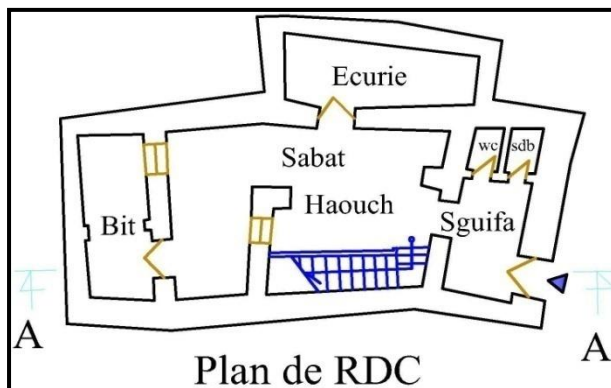 Ecurie
wc
sdb
Sabat
Haouch
Bit
Sguifa
A
A
Plan de RDC